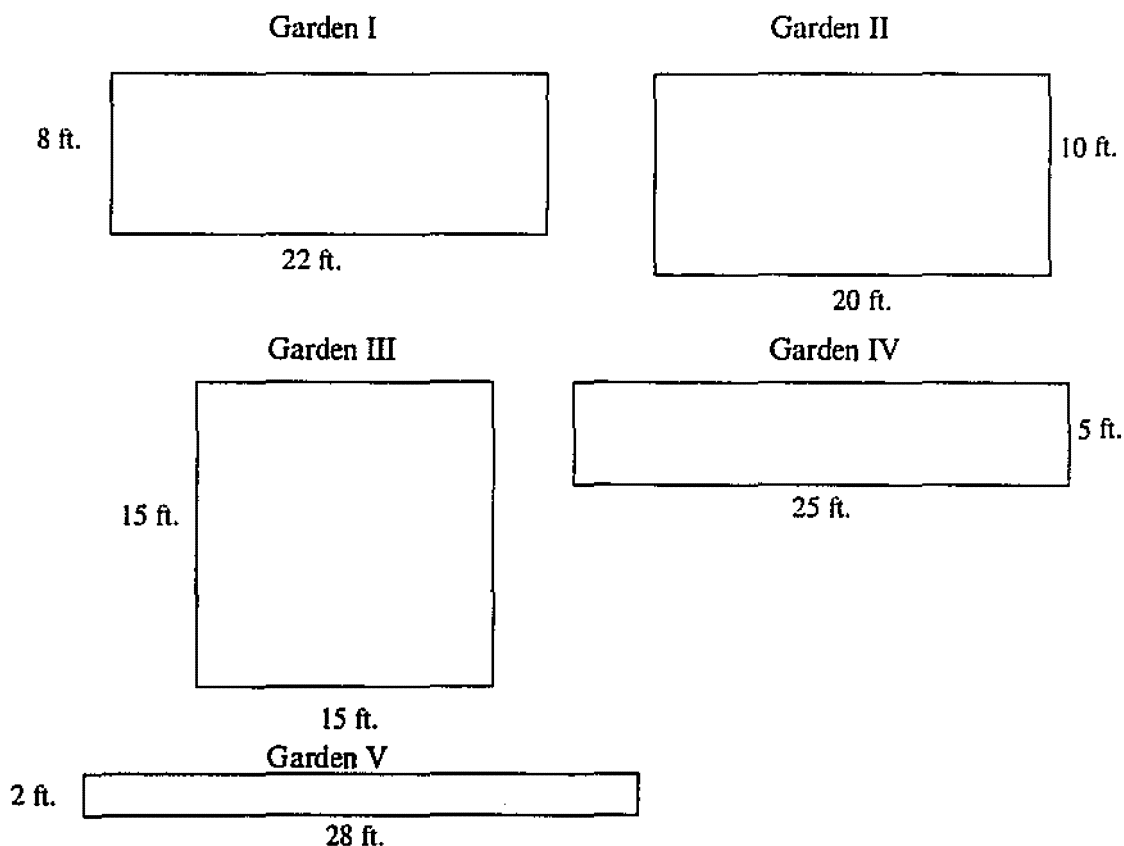 Garden I
Garden II
8 ft.
10 ft.
22 ft.
20 ft.
Garden III
Garden IV
5 ft.
15 ft.
25 ft.
15 ft.
Garden V
2 ft.
28 ft.